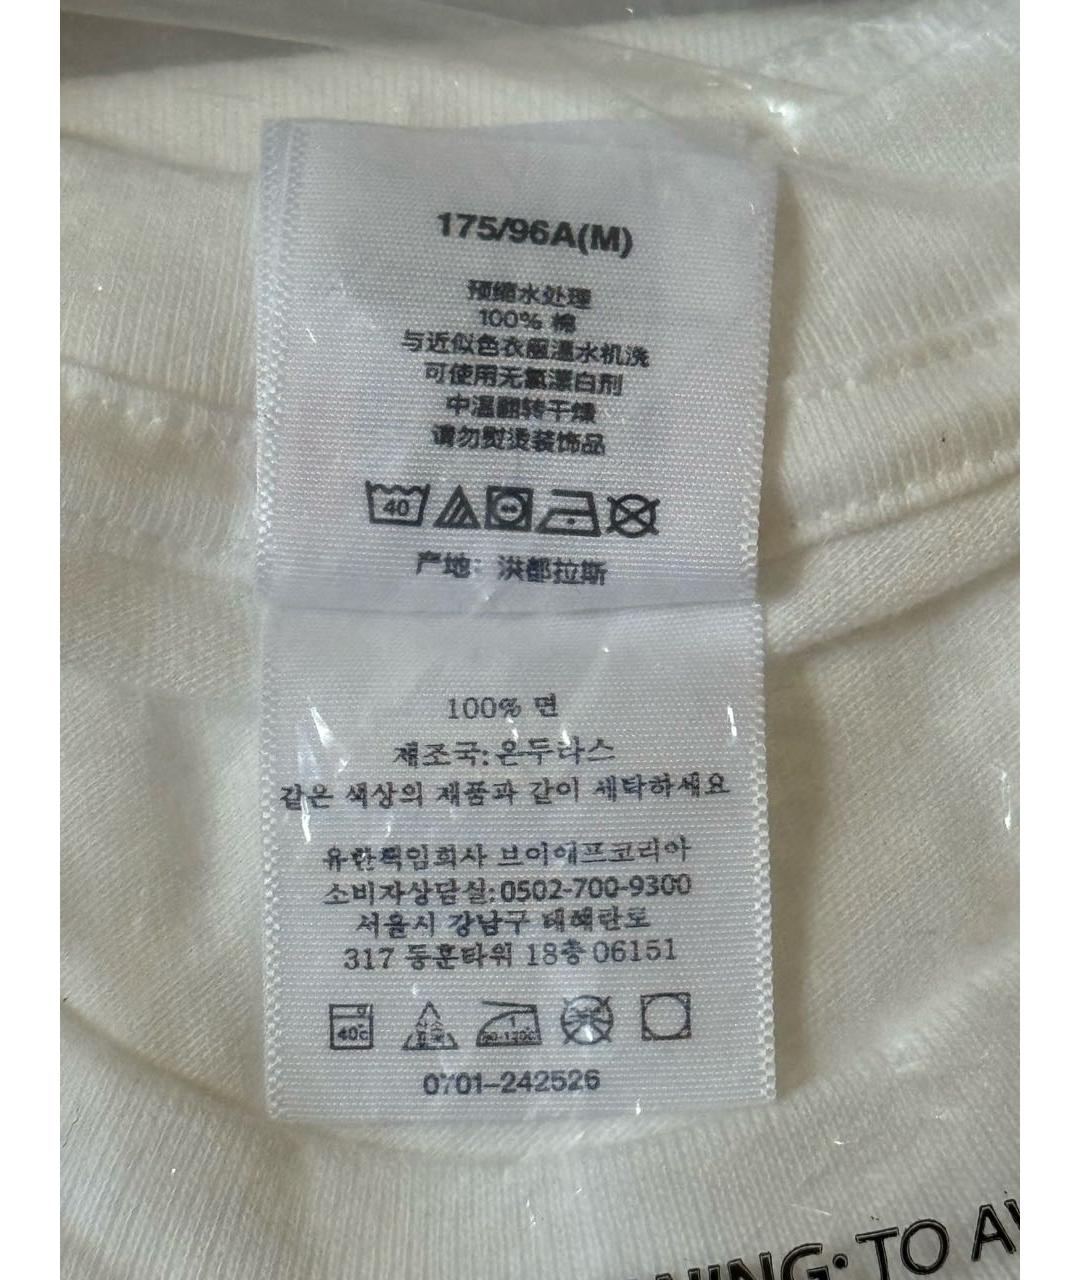 175/96A(M)
预缩水处理
100% 棉
与近似色衣服温水机洗
可使用无氯漂白剂
中温翻转干燥
请勿熨烫装饰品
40
产地: 洪都拉斯
100% 면
제조국: 온두라스
같은 색상의 제품과 같이 세탁하세요
유한책임회사 브이에프코리아
소비자상담실: 0502-700-9300
서울시 강남구 테헤란로
317 동훈타워 18층 06151
40℃ 산소 표백 1
0701-242526
TO